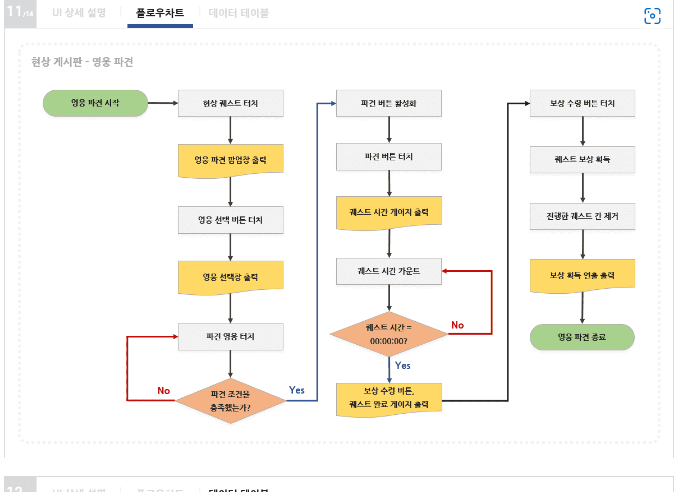 11/14 UI 상세 설명 플로우차트 데이터 테이블
현상 게시판 - 영웅 파견
영웅 파견 시작
현상 퀘스트 터치
영웅 파견 팝업창 출력
영웅 선택 버튼 터치
영웅 선택창 출력
파견 영웅 터치
No
파견 조건을
충족했는가?
Yes
파견 버튼 활성화
파견 버튼 터치
퀘스트 시간 게이지 출력
퀘스트 시간 카운트
퀘스트 시간 =
00:00:00?
No
Yes
보상 수령 버튼,
퀘스트 완료 게이지 출력
보상 수령 버튼 터치
퀘스트 보상 획득
진행한 퀘스트 칸 제거
보상 획득 연출 출력
영웅 파견 종료
12 UI 상세 설명 플로우차트 데이터 테이블